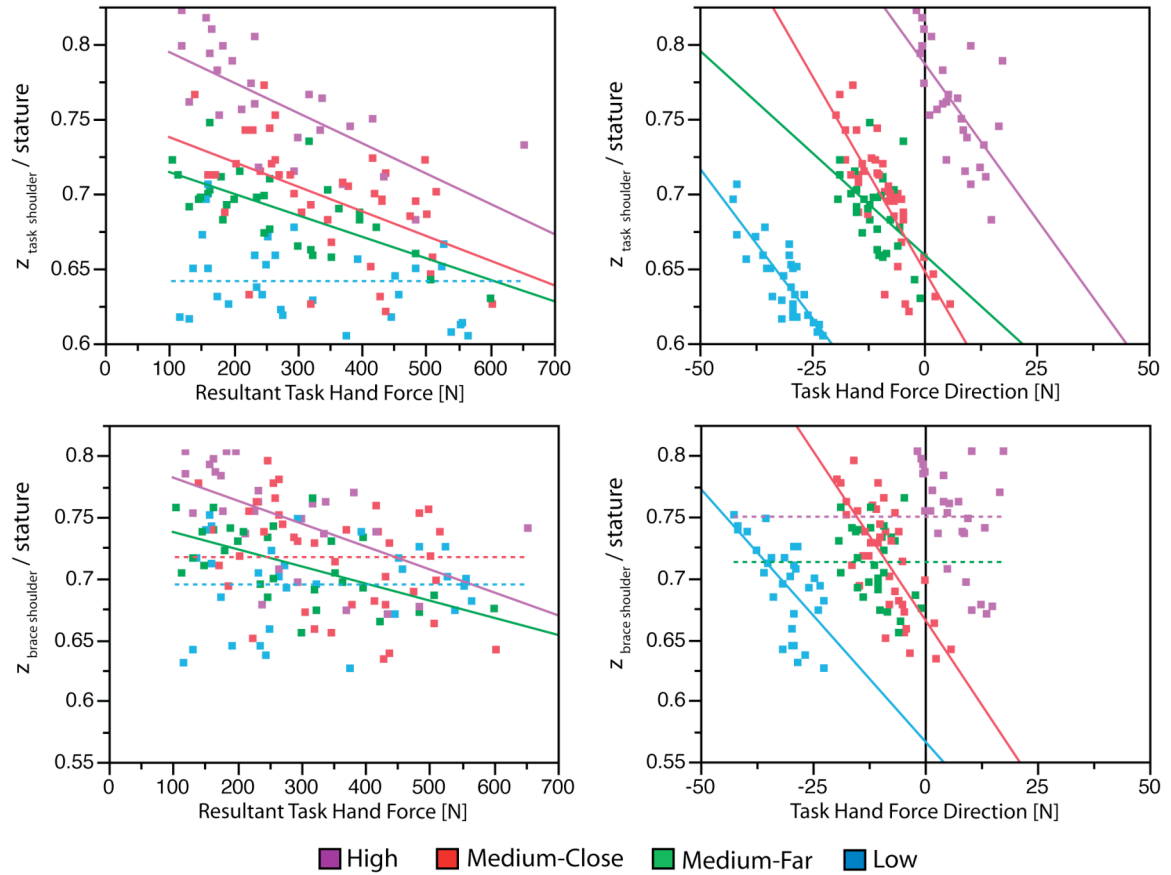 0.8
0.75
0.7
0.65
0.6
z task shoulder / stature
0 100 200 300 400 500 600 700
Resultant Task Hand Force [N]
0.8
0.75
0.7
0.65
0.6
z task shoulder / stature
-50 -25 0 25 50
Task Hand Force Direction [N]
0.8
0.75
0.7
0.65
0.6
0.55
z brace shoulder / stature
0 100 200 300 400 500 600 700
Resultant Task Hand Force [N]
0.8
0.75
0.7
0.65
0.6
0.55
z brace shoulder / stature
-50 -25 0 25 50
Task Hand Force Direction [N]
High Medium-Close Medium-Far Low